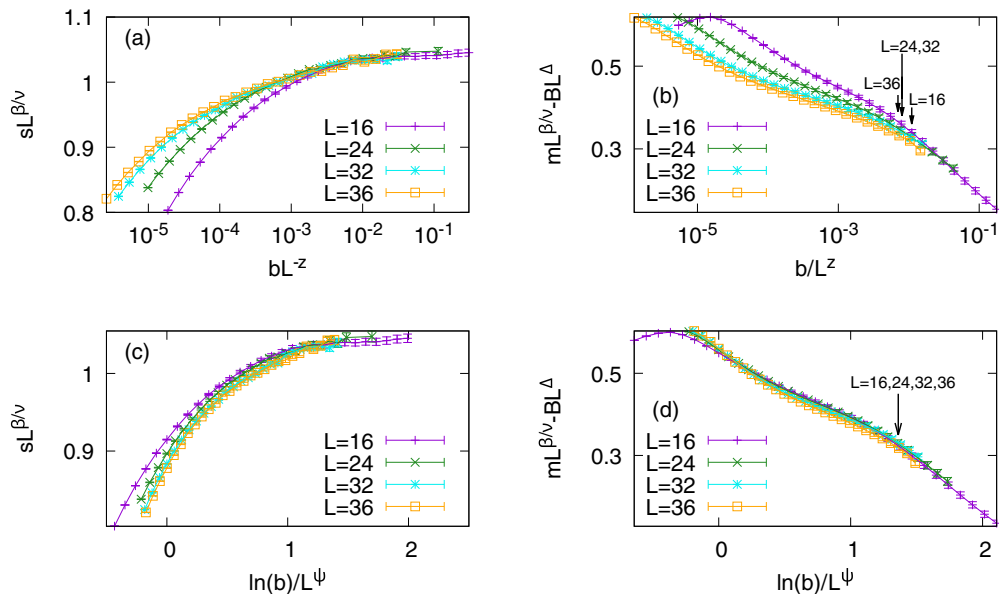 (a)
1.1
1
0.9
0.8
sL^{β/ν}
L=16
L=24
L=32
L=36
10^{-5} 10^{-4} 10^{-3} 10^{-2} 10^{-1}
bL^{-z}
(b)
0.5
0.3
mL^{β/ν}-BL^{Δ}
L=24,32
L=36
L=16
L=16
L=24
L=32
L=36
10^{-5} 10^{-3} 10^{-1}
b/L^{z}
(c)
1
0.9
sL^{β/ν}
L=16
L=24
L=32
L=36
0 1 2
ln(b)/L^{ψ}
(d)
0.5
0.3
mL^{β/ν}-BL^{Δ}
L=16,24,32,36
L=16
L=24
L=32
L=36
0 1 2
ln(b)/L^{ψ}